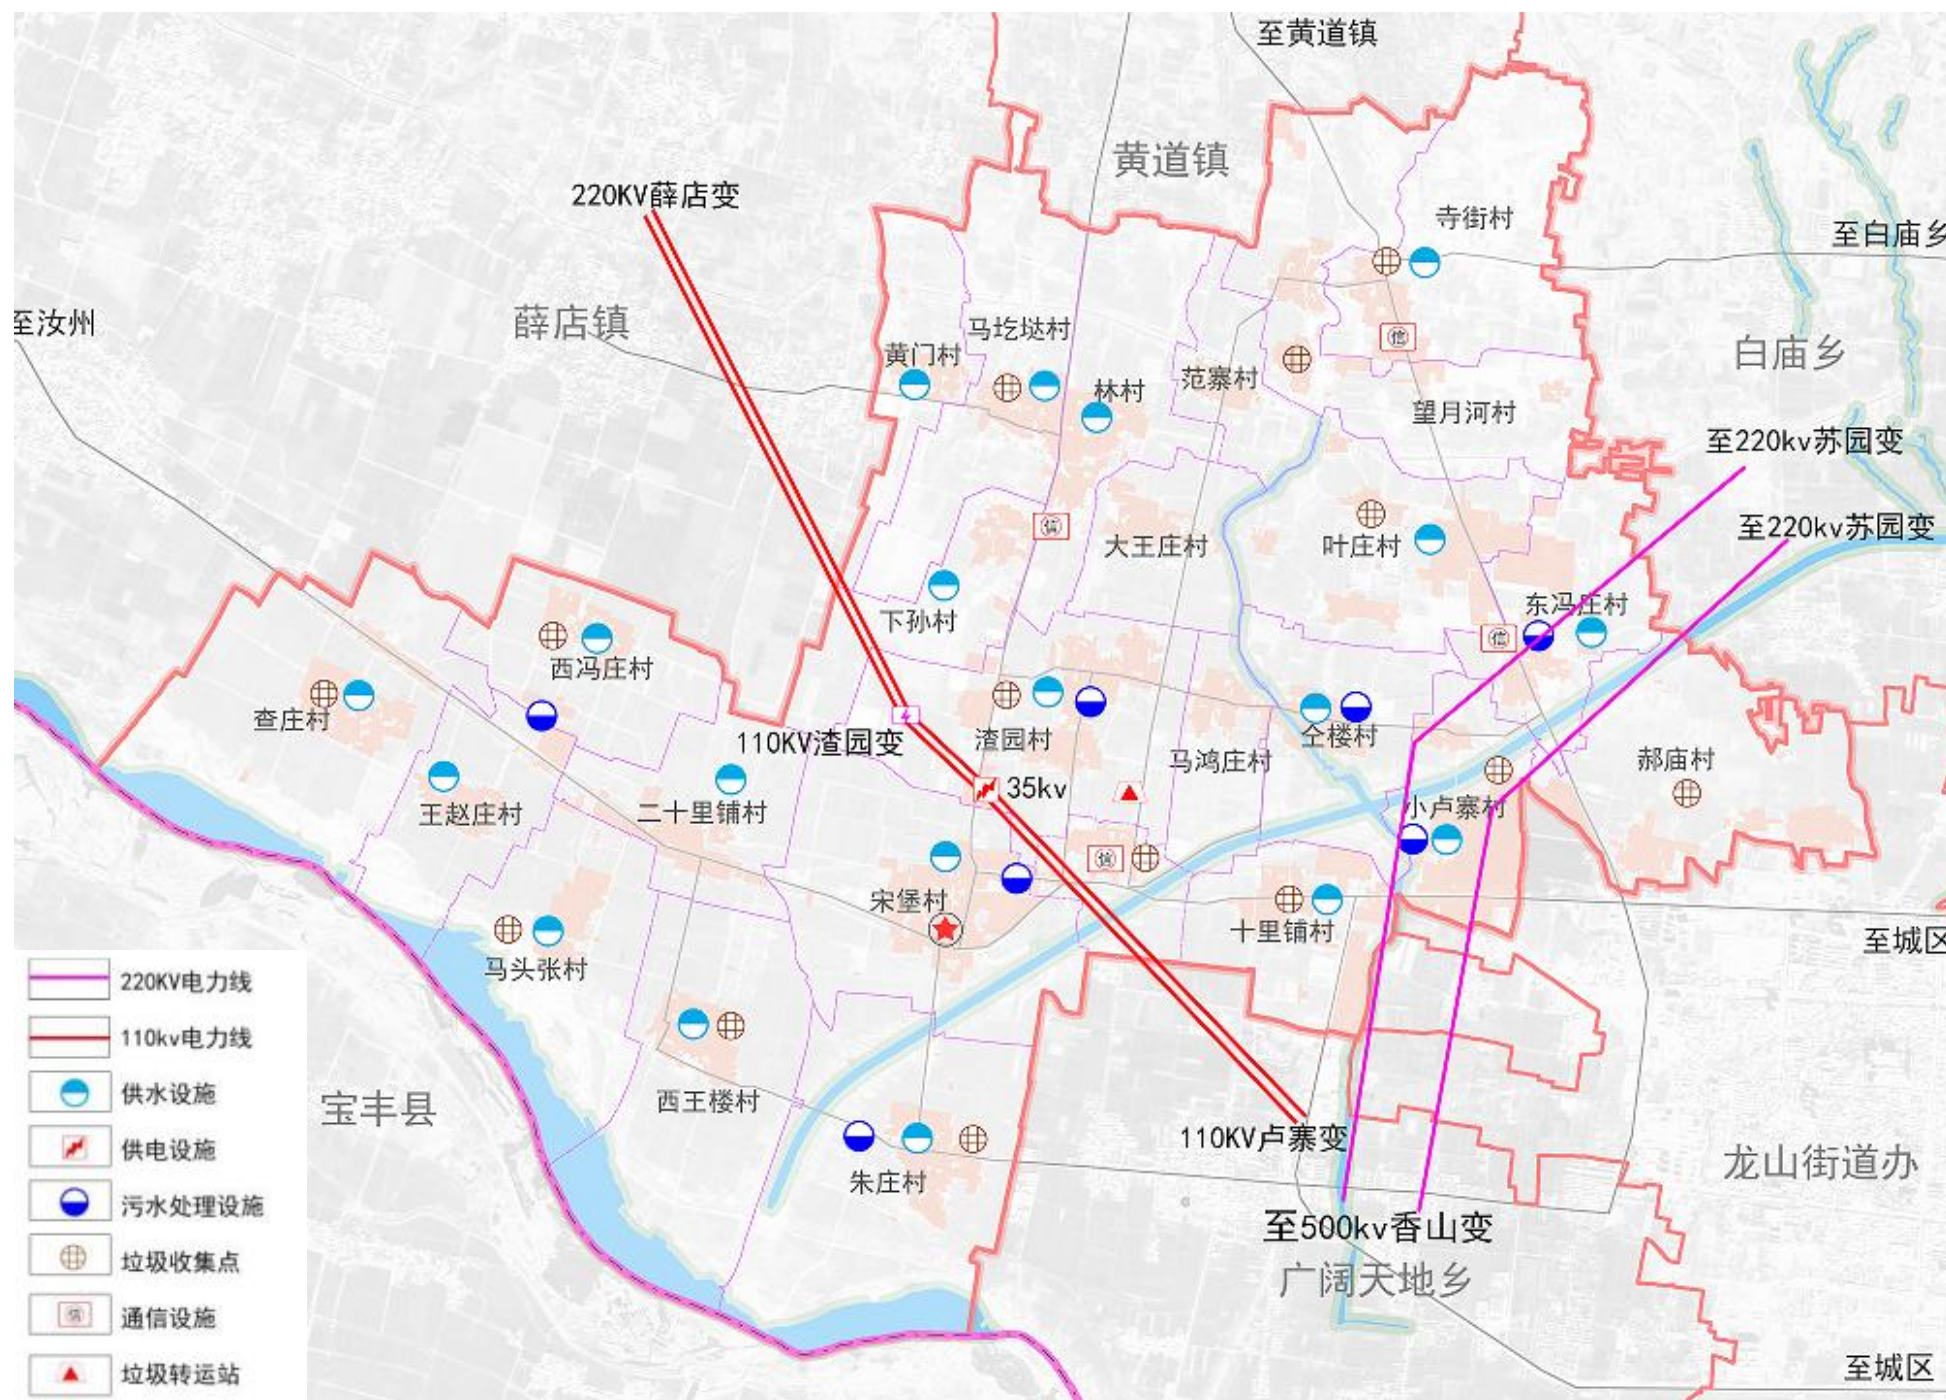 至黄道镇
黄道镇
220KV薛店变
寺街村
至白庙乡
至汝州
薛店镇
马圪垯村
黄门村
林村
范寨村
白庙乡
望月河村
至220kv苏园变
至220kv苏园变
大王庄村
叶庄村
下孙村
东冯庄村
西冯庄村
查庄村
110KV渣园变
渣园村
马鸿庄村
仝楼村
郝庙村
35kv
王赵庄村
二十里铺村
小卢寨村
宋堡村
十里铺村
至城区
马头张村
西王楼村
宝丰县
110KV卢寨变
龙山街道办
朱庄村
至500kv香山变
广阔天地乡
至城区
信
信
信
信
220KV电力线
110kv电力线
供水设施
供电设施
污水处理设施
垃圾收集点
信
通信设施
垃圾转运站